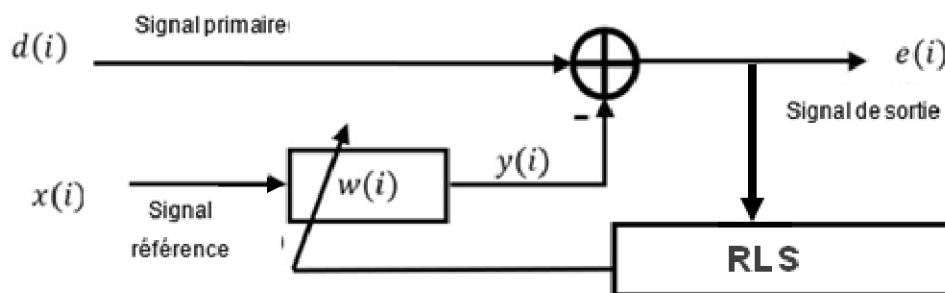 Signal primaire
d(i)
e(i)
Signal de sortie
-
x(i)
w(i)
y(i)
Signal
référence
RLS